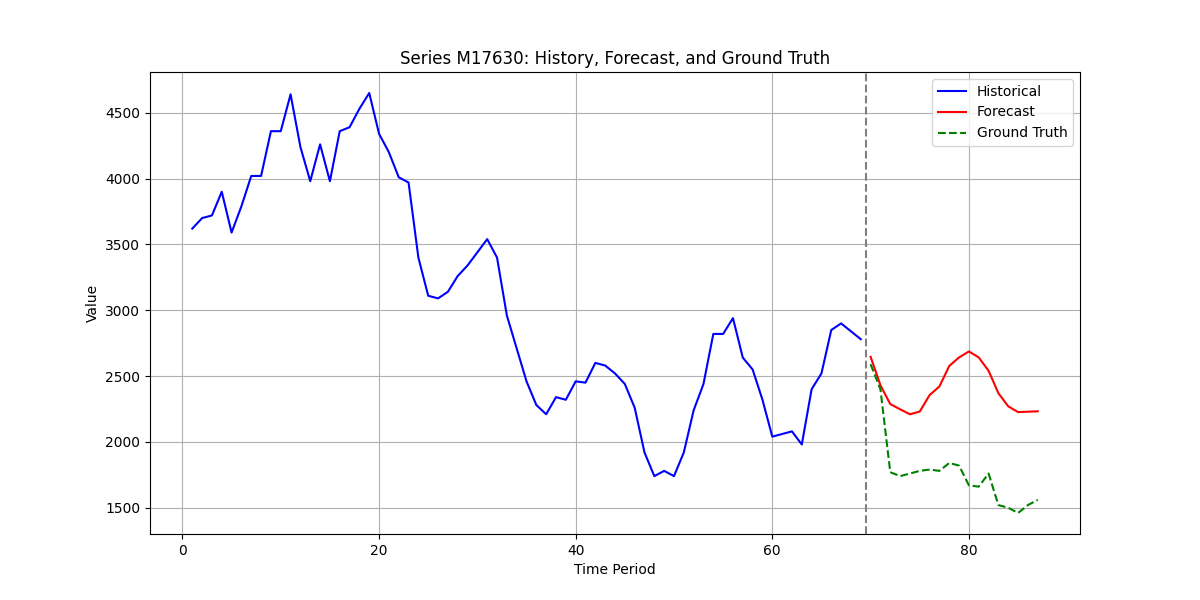 Series M17630: History, Forecast, and Ground Truth
Historical
Forecast
Ground Truth
4500
4000
3500
3000
2500
2000
1500
Value
0 20 40 60 80
Time Period